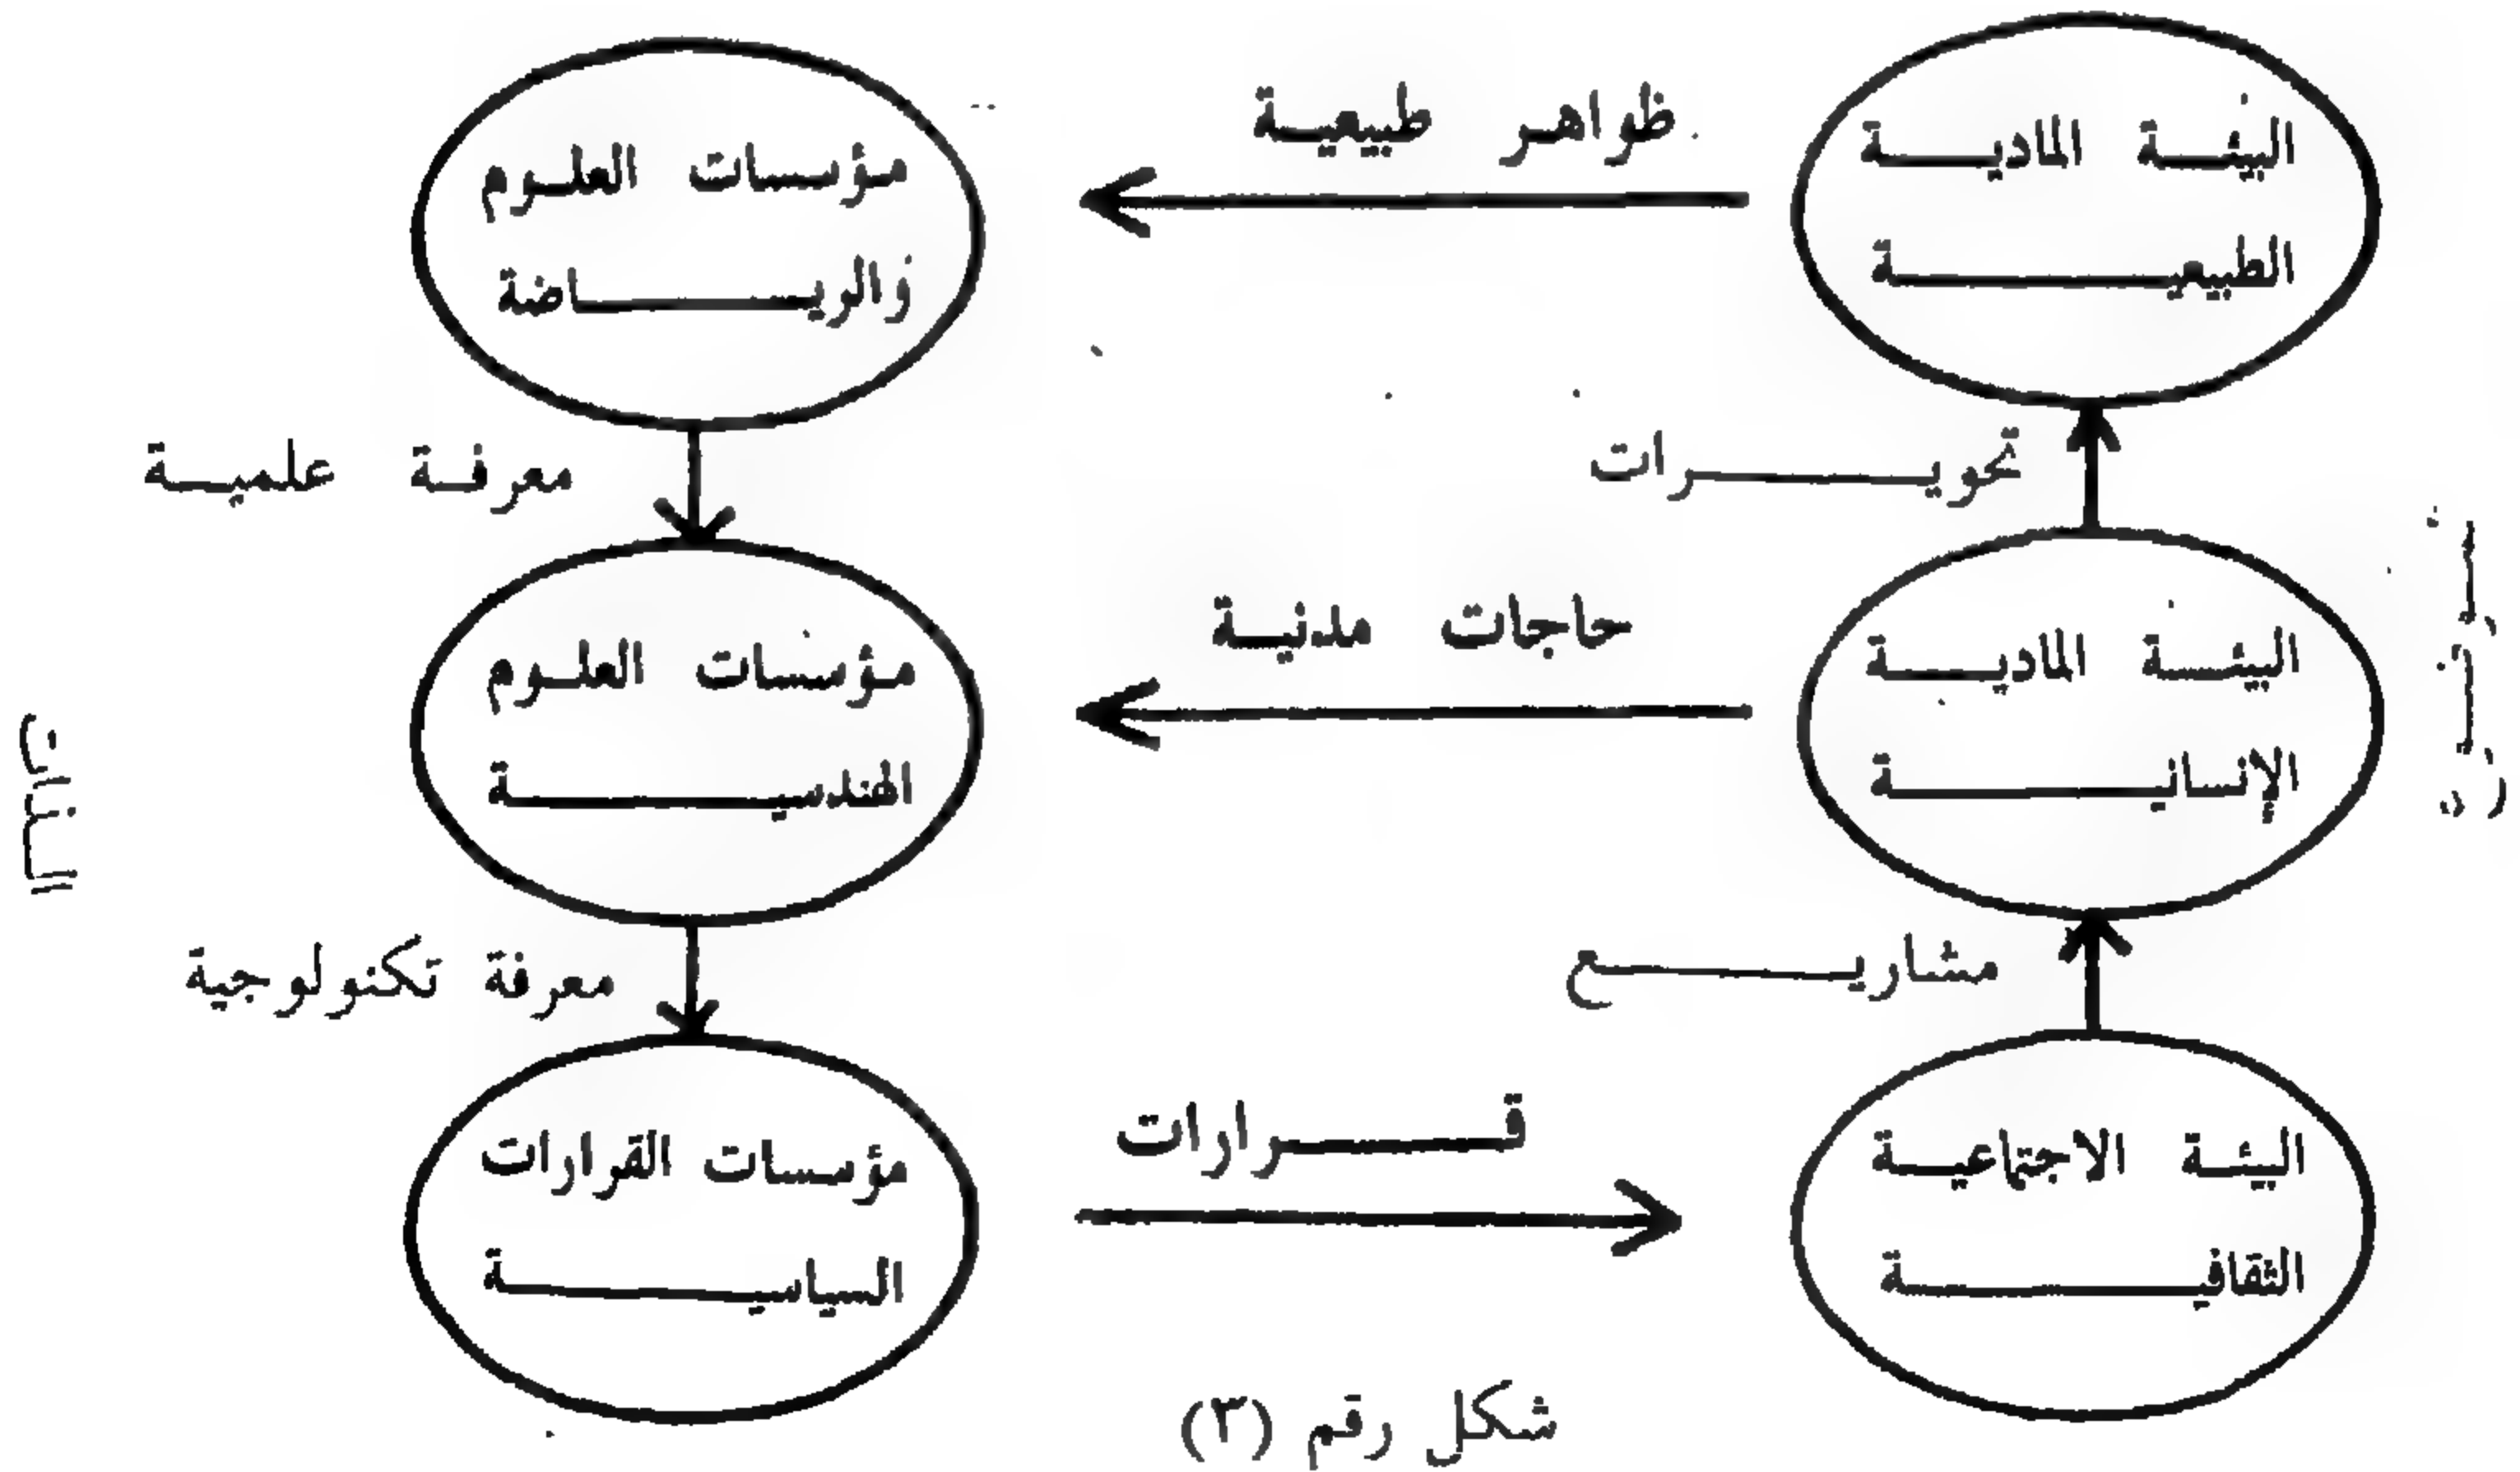 البيئة المادية
الطبيعية
ظواهر طبيعية
مؤسسات العلوم
والرياضة
تحويرات
معرفة علمية
البيئة المادية
الإنسانية
حاجات مدنية
مؤسسات العلوم
الهندسية
مشاريع
معرفة تكنولوجية
البيئة الاجتماعية
الثقافية
قرارات
مؤسسات القرارات
السياسية
شكل رقم (٣)